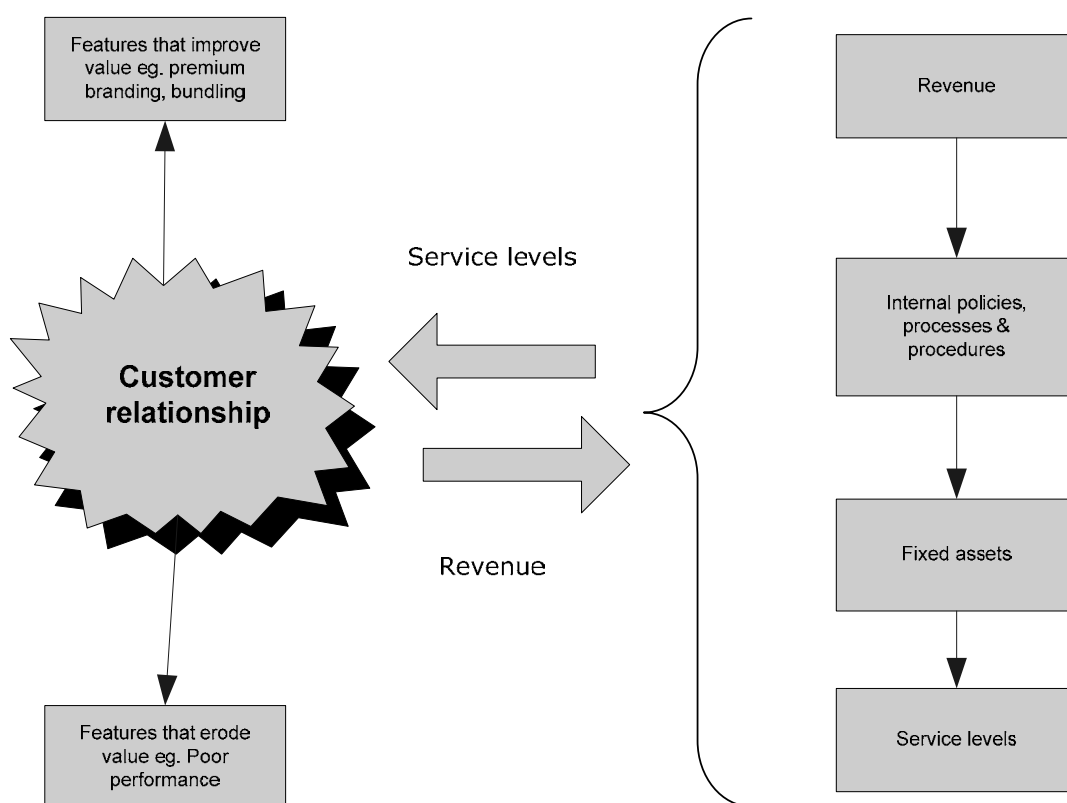 Features that improve
value eg. premium
branding, bundling
Customer
relationship
Features that erode
value eg. Poor
performance
Service levels
Revenue
Revenue
Internal policies,
processes &
procedures
Fixed assets
Service levels